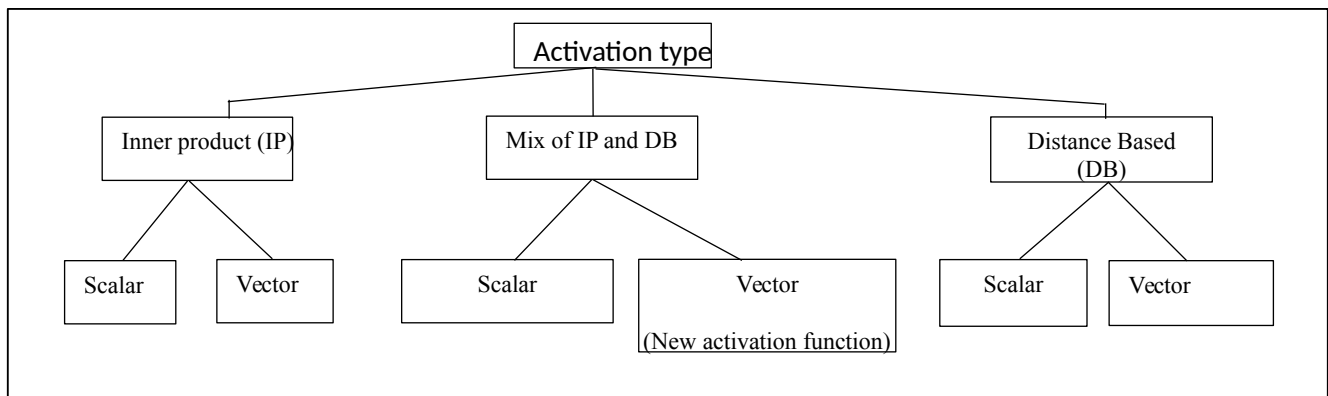 Activation type
Inner product (IP)
Mix of IP and DB
Distance Based
(DB)
Scalar
Vector
Scalar
Vector
(New activation function)
Scalar
Vector